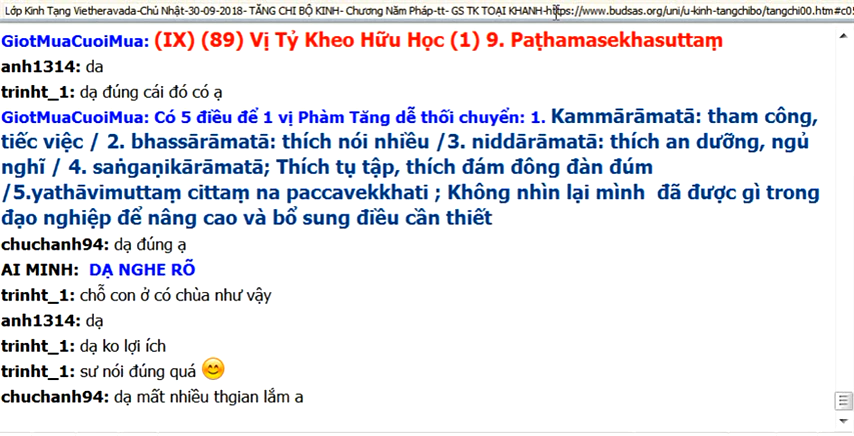 Lớp Kinh Tạng Vietheravada-Chủ Nhật-30-09-2018- TĂNG CHI BỘ KINH- Chương Năm Pháp-tt- GS TK TOẠI KHANH-https://www.budsas.org/uni/u-kinh-tangchibo/tangchi00.htm#c05
GiotMuaCuoiMua: (IX) (89) Vị Tỷ Kheo Hữu Học (1) 9. Paṭhamasekhasuttaṃ
anh1314: da
trinht_1: dạ đúng cái đó có ạ
GiotMuaCuoiMua: Có 5 điều để 1 vị Phàm Tăng dễ thối chuyển: 1. Kammārāmatā: tham công,
tiếc việc / 2. bhassārāmatā: thích nói nhiều /3. niddārāmatā: thích an dưỡng, ngủ
nghĩ / 4. saṅgaṇikārāmatā; Thích tụ tập, thích đám đông đàn đúm
/5.yathāvimuttaṃ cittaṃ na paccavekkhati ; Không nhìn lại mình đã được gì trong
đạo nghiệp để nâng cao và bổ sung điều cần thiết
chuchanh94: dạ đúng ạ
AI MINH: DẠ NGHE RÕ
trinht_1: chỗ con ở có chùa như vậy
anh1314: dạ
trinht_1: dạ ko lợi ích
trinht_1: sư nói đúng quá 😊
chuchanh94: dạ mất nhiều thgian lắm a